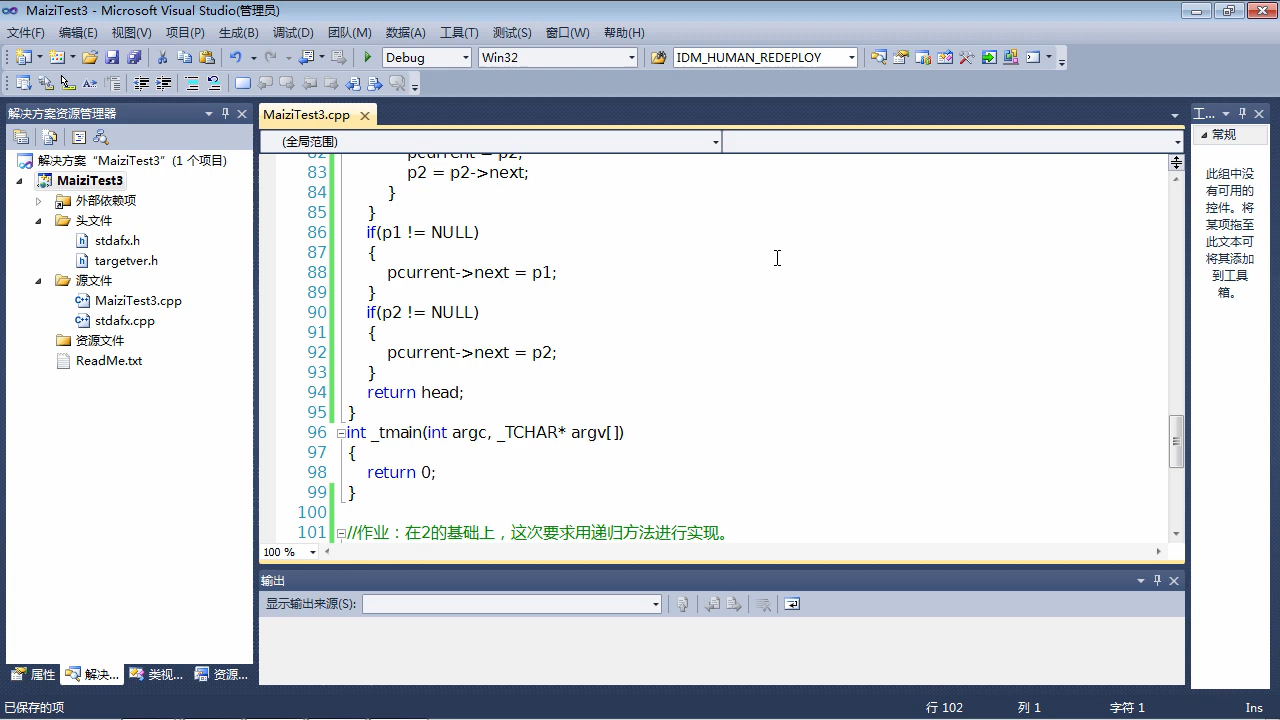 MaiziTest3 - Microsoft Visual Studio(管理员)
文件(F) 编辑(E) 视图(V) 项目(P) 生成(B) 调试(D) 团队(M) 数据(A) 工具(T) 测试(S) 窗口(W) 帮助(H)
Debug Win32 IDM_HUMAN_REDEPLOY
解决方案资源管理器
解决方案"MaiziTest3" (1 个项目)
MaiziTest3
外部依赖项
头文件
stdafx.h
targetver.h
源文件
MaiziTest3.cpp
stdafx.cpp
资源文件
ReadMe.txt
属性 解决... 类视... 资源...
MaiziTest3.cpp
(全局范围)
82 pcurrent = p2;
83 p2 = p2->next;
84 }
85 }
86 if(p1 != NULL)
87 {
88 pcurrent->next = p1;
89 }
90 if(p2 != NULL)
91 {
92 pcurrent->next = p2;
93 }
94 return head;
95 }
96 int _tmain(int argc, _TCHAR* argv[])
97 {
98 return 0;
99 }
100
101 //作业：在2的基础上，这次要求用递归方法进行实现。
100 %
输出
显示输出来源(S):
工...
常规
此组中没
有可用的
控件。将
某项拖至
此文本可
将其添加
到工具
箱。
已保存的项 行 102 列 1 字符 1 Ins